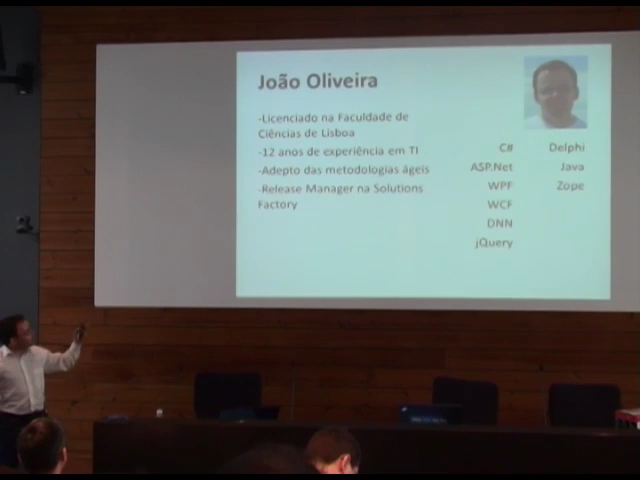 João Oliveira
-Licenciado na Faculdade de
Ciências de Lisboa
-12 anos de experiência em TI
-Adepto das metodologias ágeis
-Release Manager na Solutions
Factory
C#
ASP.Net
WPF
WCF
DNN
jQuery
Delphi
Java
Zope